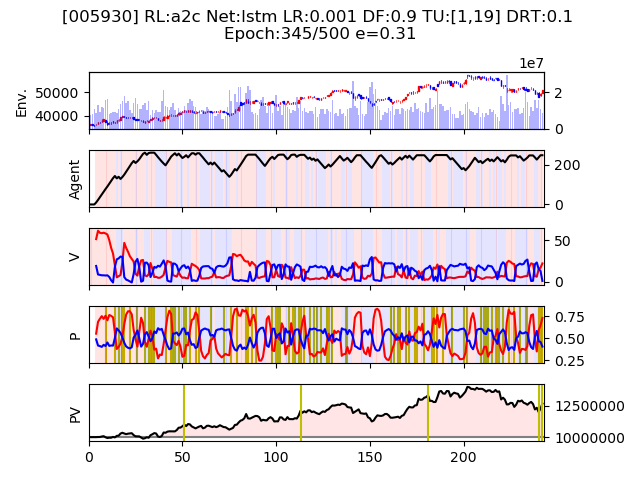 [005930] RL:a2c Net:lstm LR:0.001 DF:0.9 TU:[1,19] DRT:0.1
Epoch:345/500 e=0.31
1e7
Env.
50000
40000
2
0
Agent
200
0
V
50
0
P
0.75
0.50
0.25
PV
12500000
10000000
0 50 100 150 200